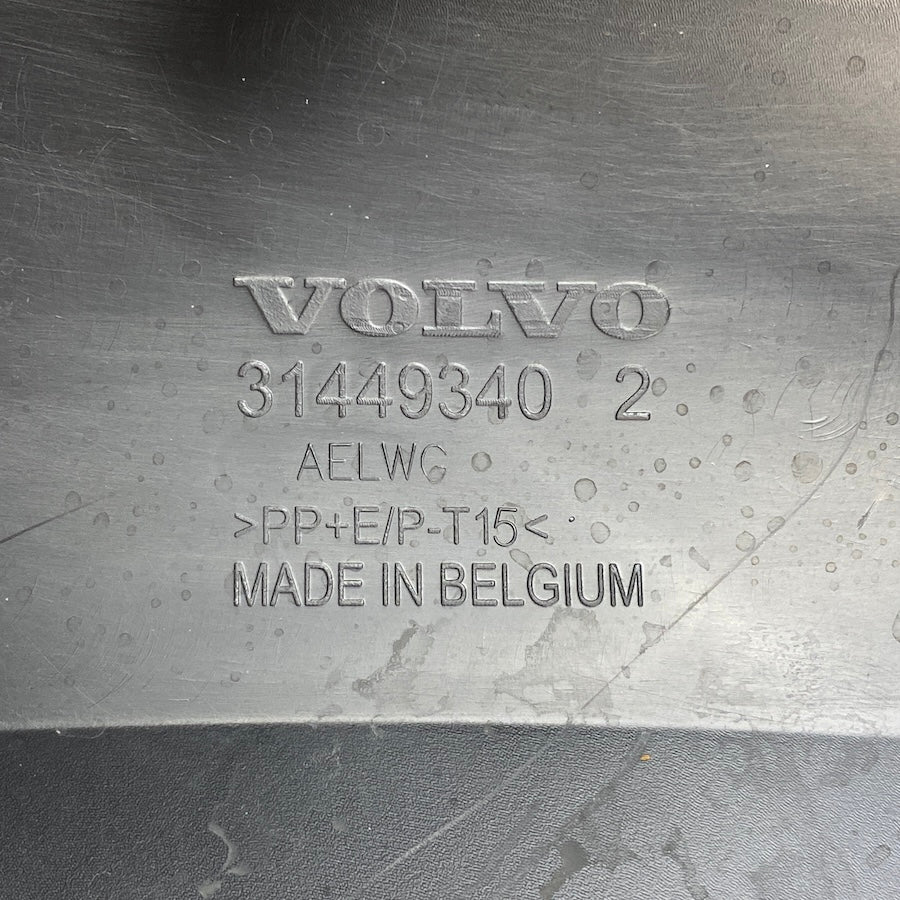 VOLVO
31449340 2
AELWC
>PP+E/P-T15<
MADE IN BELGIUM